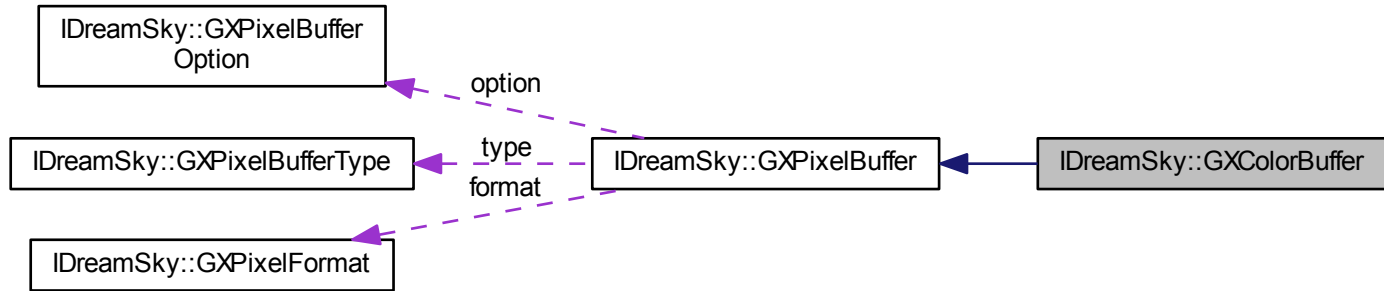 IDreamSky::GXPixelBuffer
Option
option
IDreamSky::GXPixelBufferType
type
IDreamSky::GXPixelBuffer
IDreamSky::GXColorBuffer
format
IDreamSky::GXPixelFormat